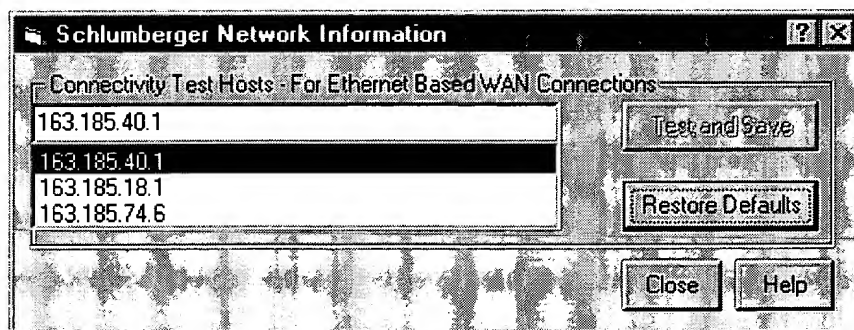 Schlumberger Network Information
Connectivity Test Hosts - For Ethernet Based WAN Connections
163.185.40.1
Test and Save
163.185.40.1
163.185.18.1
163.185.74.6
Restore Defaults
Close
Help